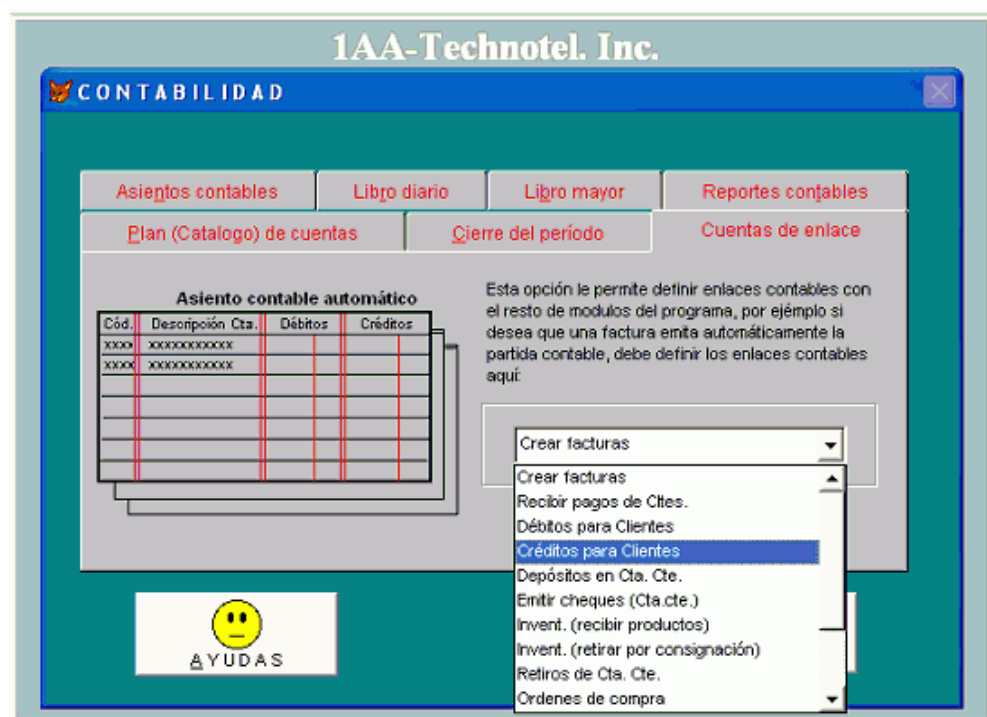 1AA-Technotel. Inc.
CONTABILIDAD
Asientos contables
Libro diario
Libro mayor
Reportes contables
Plan (Catalogo) de cuentas
Cierre del período
Cuentas de enlace
Asiento contable automático
Cód. Descripción Cta. Débitos Créditos
xxxx xxxxxxxxxxx
xxxx xxxxxxxxxxx
Esta opción le permite definir enlaces contables con
el resto de modulos del programa, por ejémplo si
desea que una factura emita automáticamente la
partida contable, debe definir los enlaces contables
aquí:
Crear facturas
Crear facturas
Recibir pagos de Cltes.
Débitos para Clientes
Créditos para Clientes
Depósitos en Cta. Cte.
Emitir cheques (Cta.cte.)
Invent. (recibir productos)
Invent. (retirar por consignación)
Retiros de Cta. Cte.
Ordenes de compra
AYUDAS